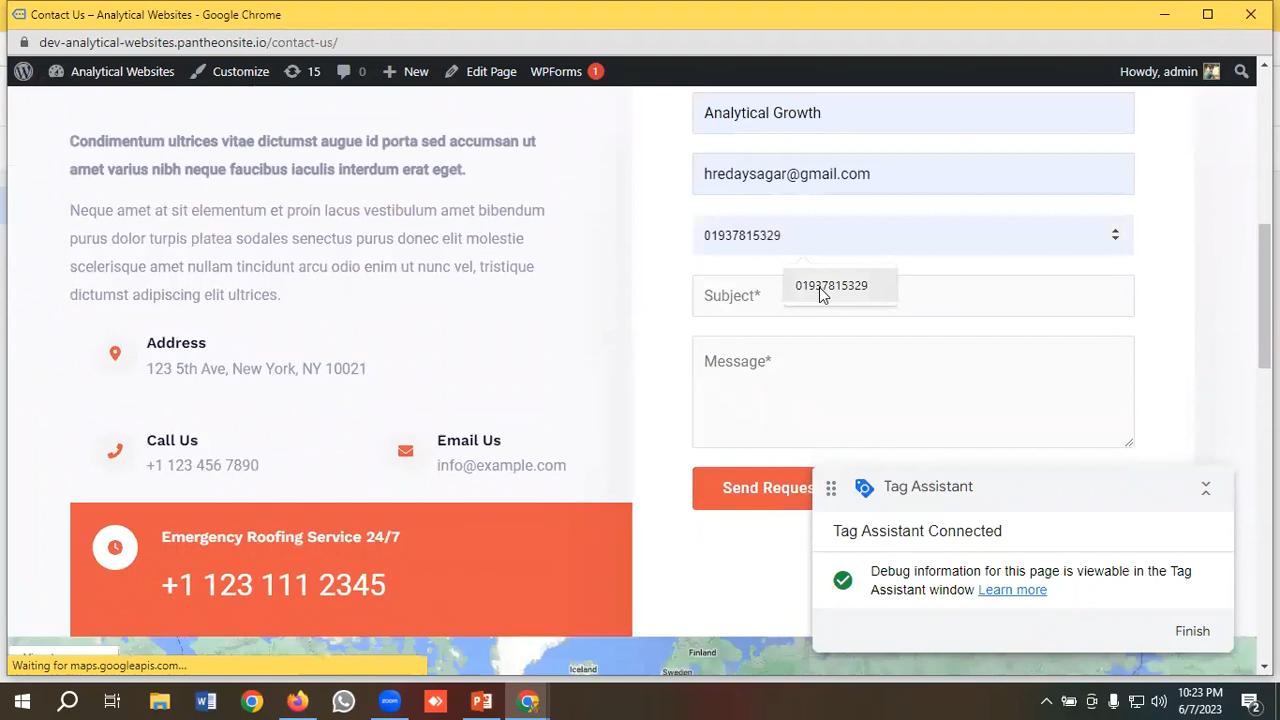 Contact Us – Analytical Websites - Google Chrome
dev-analytical-websites.pantheonsite.io/contact-us/
Analytical Websites
Customize
15
0
New
Edit Page
WPForms
1
Howdy, admin
Condimentum ultrices vitae dictumst augue id porta sed accumsan ut
amet varius nibh neque faucibus iaculis interdum erat eget.
Neque amet at sit elementum et proin lacus vestibulum amet bibendum
purus dolor turpis platea sodales senectus purus donec elit molestie
scelerisque amet nullam tincidunt arcu odio enim ut nunc vel, tristique
dictumst adipiscing elit ultrices.
Address
123 5th Ave, New York, NY 10021
Call Us
+1 123 456 7890
Email Us
info@example.com
Emergency Roofing Service 24/7
+1 123 111 2345
Analytical Growth
hredaysagar@gmail.com
01937815329
01937815329
Subject*
Message*
Send Reques
Tag Assistant
Tag Assistant Connected
Debug information for this page is viewable in the Tag
Assistant window Learn more
Finish
Iceland
Finland
Sweden
Waiting for maps.googleapis.com...
zoom
10:23 PM
6/7/2023
2